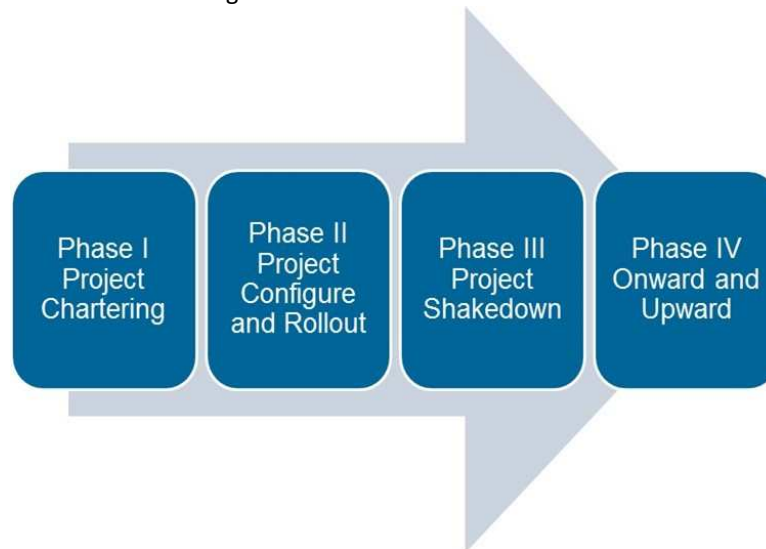 Phase I
Project
Chartering
Phase II
Project
Configure
and Rollout
Phase III
Project
Shakedown
Phase IV
Onward and
Upward